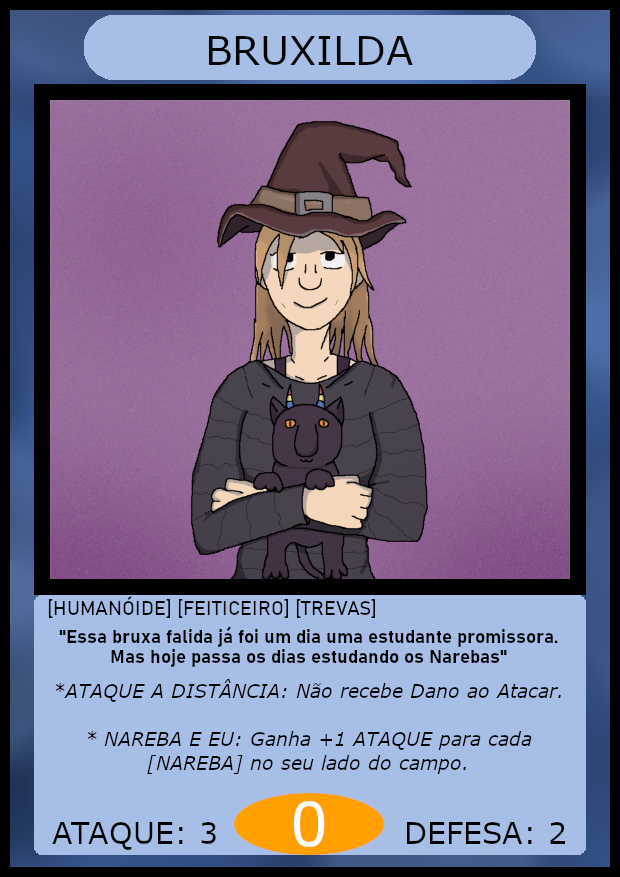 BRUXILDA
[HUMANÓIDE] [FEITICEIRO] [TREVAS]
"Essa bruxa falida já foi um dia uma estudante promissora.
Mas hoje passa os dias estudando os Narebas"
*ATAQUE A DISTÂNCIA: Não recebe Dano ao Atacar.
* NAREBA E EU: Ganha +1 ATAQUE para cada
[NAREBA] no seu lado do campo.
ATAQUE: 3 0 DEFESA: 2